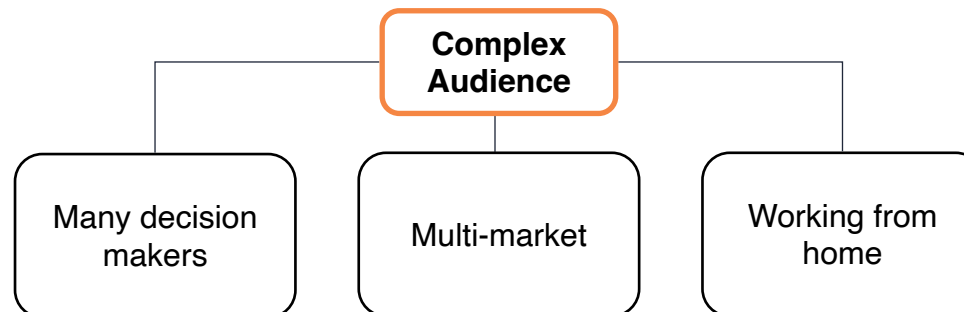 Complex
Audience
Many decision
makers
Multi-market
Working from
home